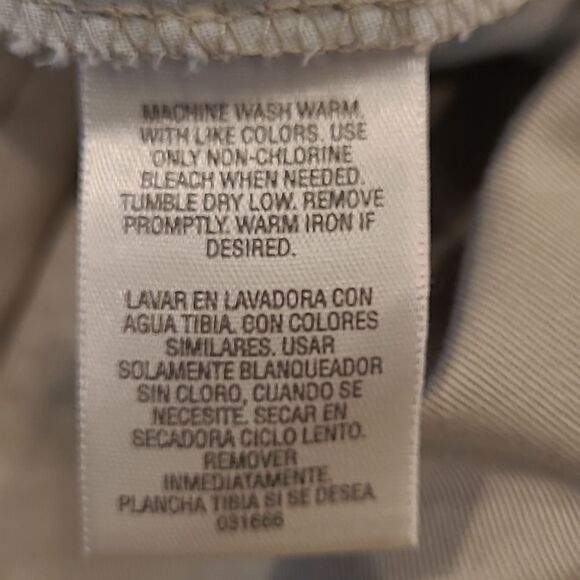 MACHINE WASH WARM.
WITH LIKE COLORS. USE
ONLY NON-CHLORINE
BLEACH WHEN NEEDED.
TUMBLE DRY LOW. REMOVE
PROMPTLY. WARM IRON IF
DESIRED.
LAVAR EN LAVADORA CON
AGUA TIBIA. CON COLORES
SIMILARES. USAR
SOLAMENTE BLANQUEADOR
SIN CLORO, CUANDO SE
NECESITE. SECAR EN
SECADORA CICLO LENTO.
REMOVER
INMEDIATAMENTE.
PLANCHA TIBIA SI SE DESEA.
031666